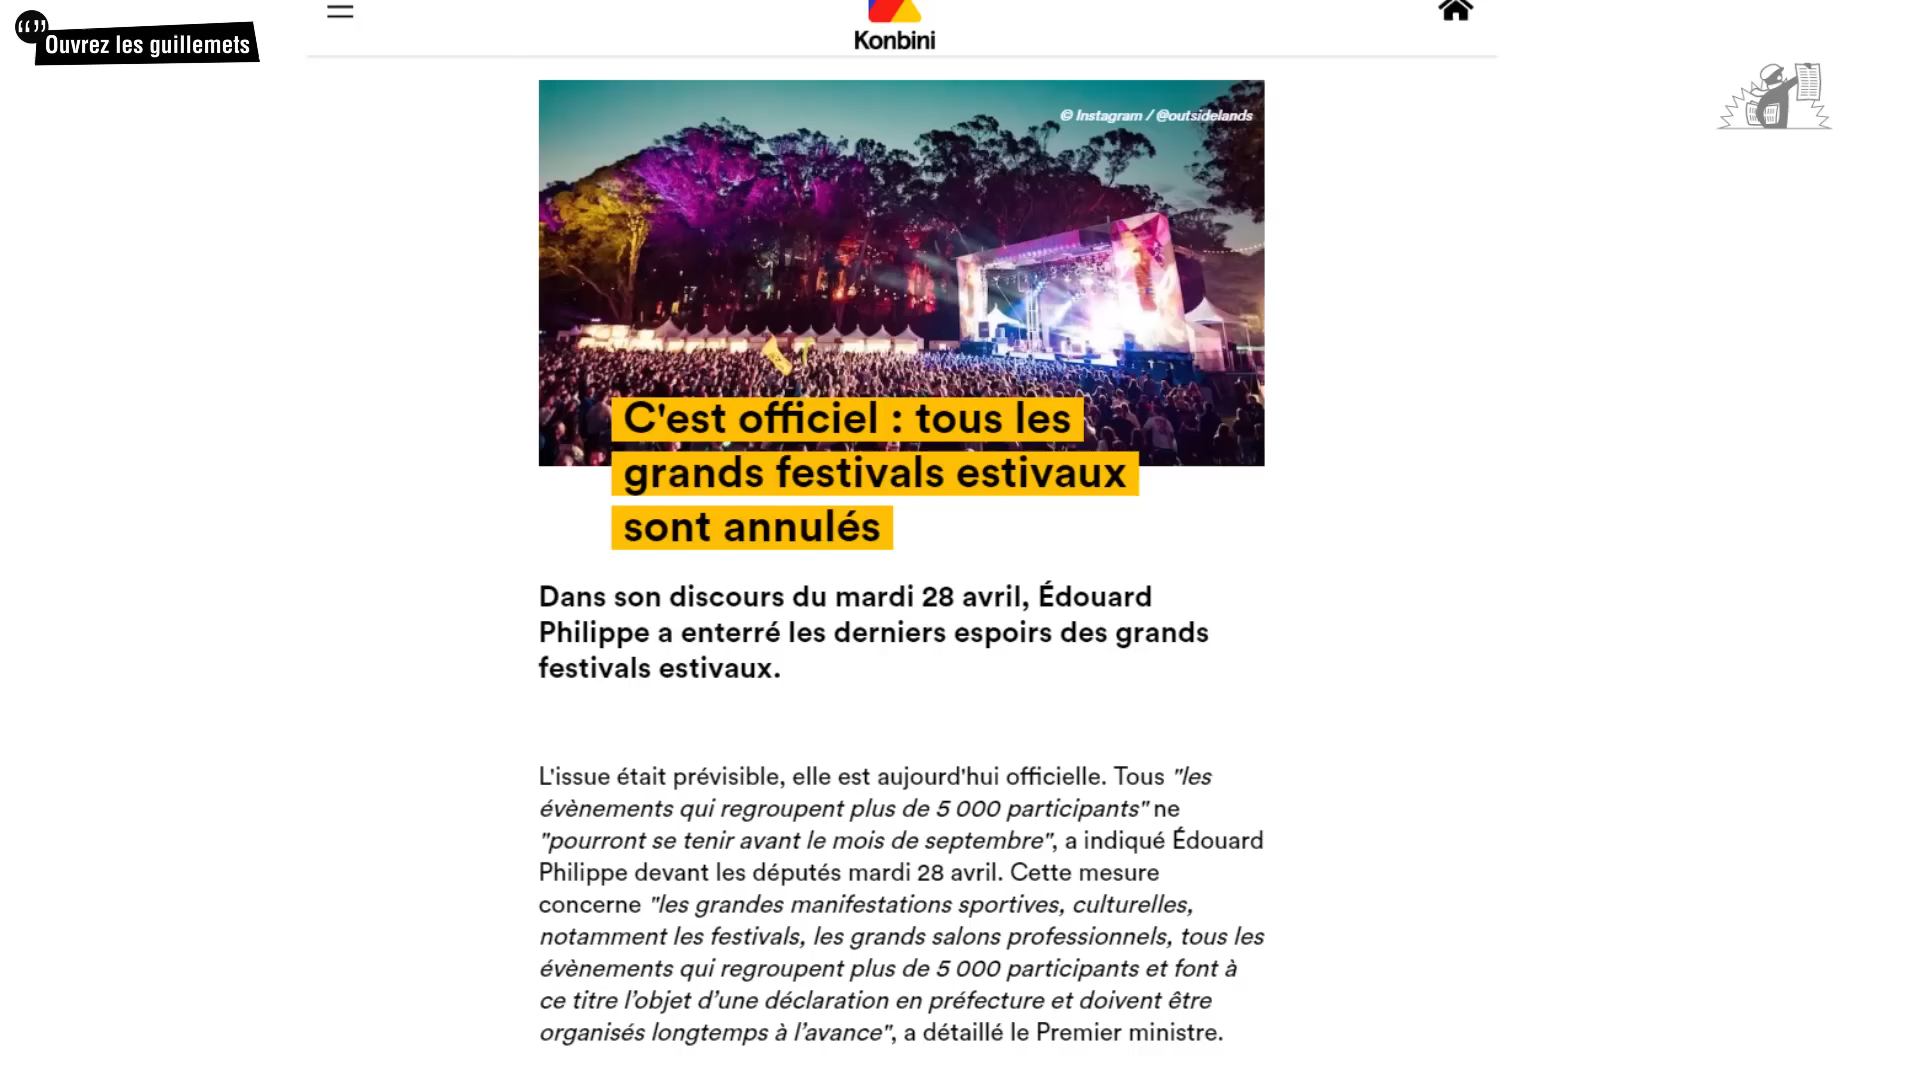 Ouvrez les guillemets
Konbini
© Instagram / @outsidelands
C'est officiel : tous les
grands festivals estivaux
sont annulés
Dans son discours du mardi 28 avril, Édouard
Philippe a enterré les derniers espoirs des grands
festivals estivaux.
L'issue était prévisible, elle est aujourd'hui officielle. Tous "les
évènements qui regroupent plus de 5 000 participants" ne
"pourront se tenir avant le mois de septembre", a indiqué Édouard
Philippe devant les députés mardi 28 avril. Cette mesure
concerne "les grandes manifestations sportives, culturelles,
notamment les festivals, les grands salons professionnels, tous les
évènements qui regroupent plus de 5 000 participants et font à
ce titre l’objet d’une déclaration en préfecture et doivent être
organisés longtemps à l’avance", a détaillé le Premier ministre.